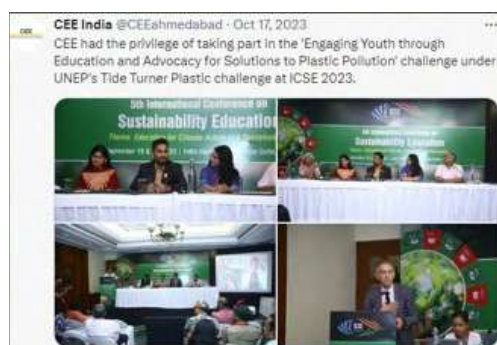 CEE India @CEEahmedabad · Oct 17, 2023
CEE had the privilege of taking part in the 'Engaging Youth through
Education and Advocacy for Solutions to Plastic Pollution' challenge under
UNEP's Tide Turner Plastic challenge at ICSE 2023.
5th International Conference on
Sustainability Education
Sustainability Education